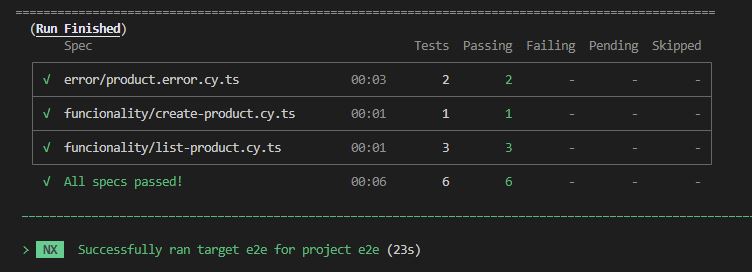 (Run Finished)
Spec Tests Passing Failing Pending Skipped
√ error/product.error.cy.ts 00:03 2 2 - - -
√ funcionality/create-product.cy.ts 00:01 1 1 - - -
√ funcionality/list-product.cy.ts 00:01 3 3 - - -
√ All specs passed! 00:06 6 6 - - -
> NX Successfully ran target e2e for project e2e (23s)